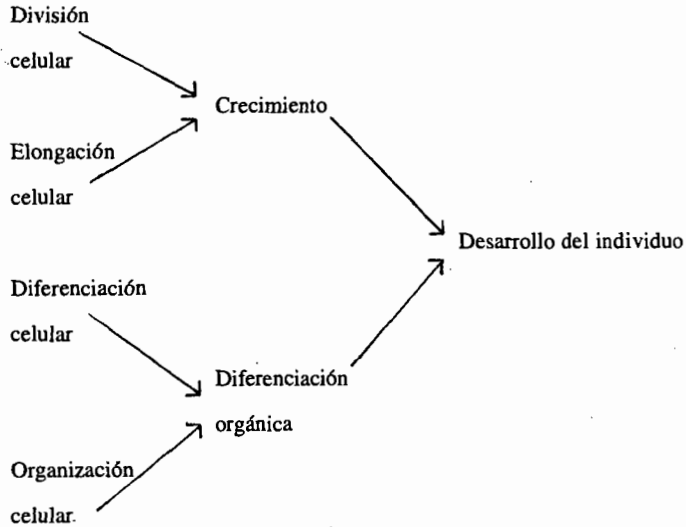 División
celular
Crecimiento
Elongación
celular
Desarrollo del individuo
Diferenciación
celular
Diferenciación
orgánica
Organización
celular.